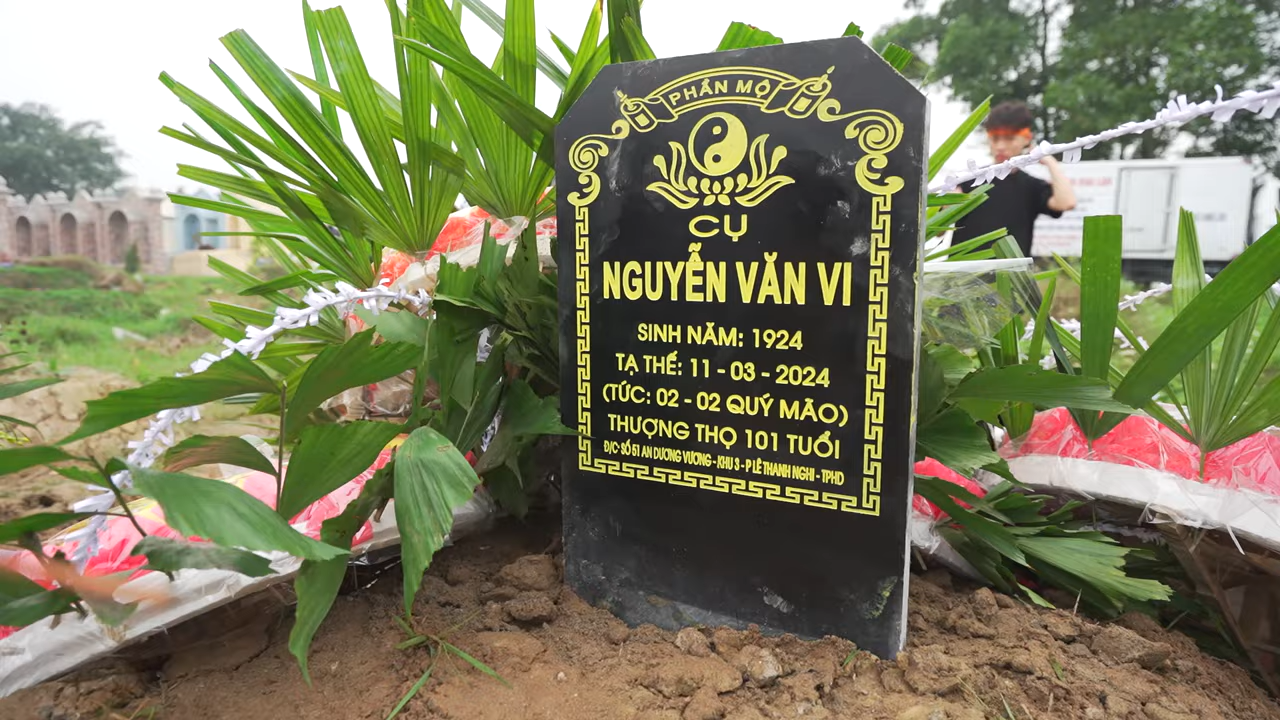 PHẦN MỘ
CỤ
NGUYỄN VĂN VI
SINH NĂM: 1924
TẠ THẾ: 11 - 03 - 2024
(TỨC: 02 - 02 QUÝ MÃO)
THƯỢNG THỌ 101 TUỔI
Đ/C: SỐ 51 AN DƯƠNG VƯƠNG - KHU 3 - P LÊ THANH NGHỊ - TPHD